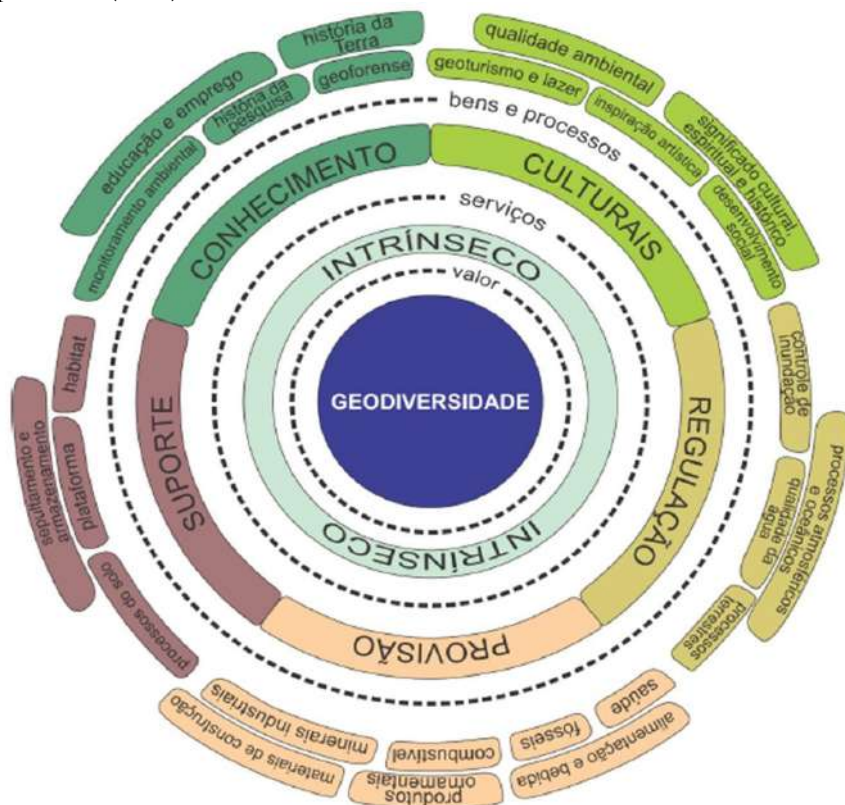 história da
Terra
qualidade ambiental
educação e emprego
história da
pesquisa
geoforense
geoturismo e lazer
inspiração artística
significado cultural,
espiritual e histórico
monitoramento ambiental
desenvolvimento
social
bens e processos
CONHECIMENTO
CULTURAIS
serviços
INTRÍNSECO
valor
GEODIVERSIDADE
INTRÍNSECO
SUPORTE
REGULAÇÃO
PROVISÃO
habitat
plataforma
sepultamento e
armazenamento
processos do solo
controle de
inundação
qualidade da
agua
processos atmosféricos
e oceânicos
processos
terrestres
minerais industriais
materiais de construção
combustível
produtos
ornamentais
fósseis
saúde
alimentação e bebida